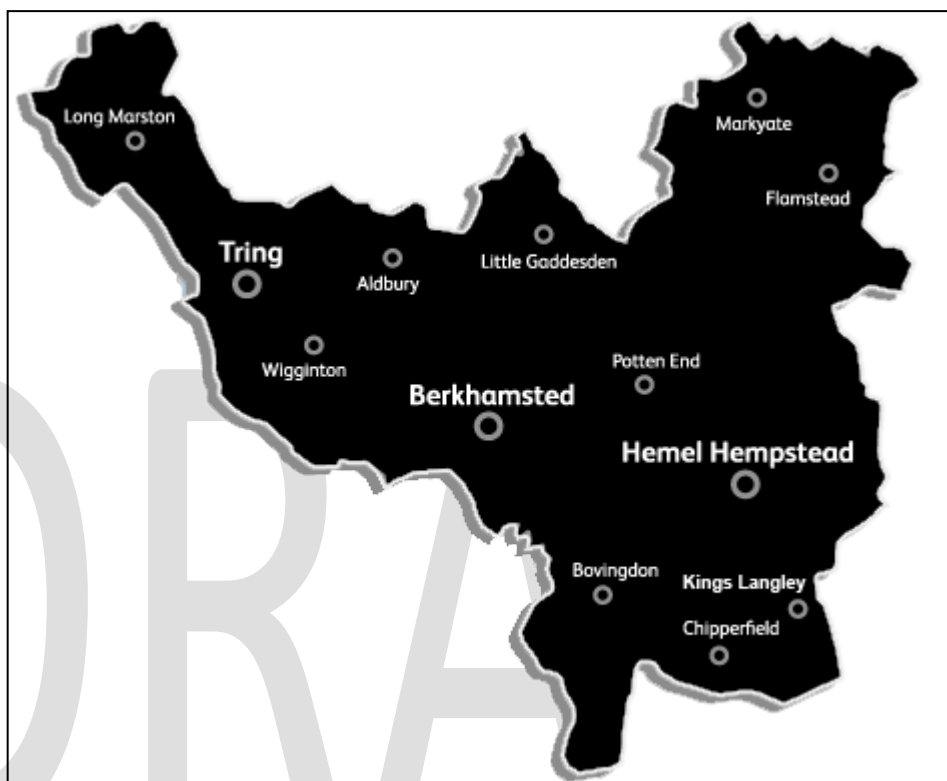 Long Marston
Markyate
Flamstead
Tring
Aldbury
Little Gaddesden
Wigginton
Potten End
Berkhamsted
Hemel Hempstead
Bovingdon
Kings Langley
Chipperfield
DRA